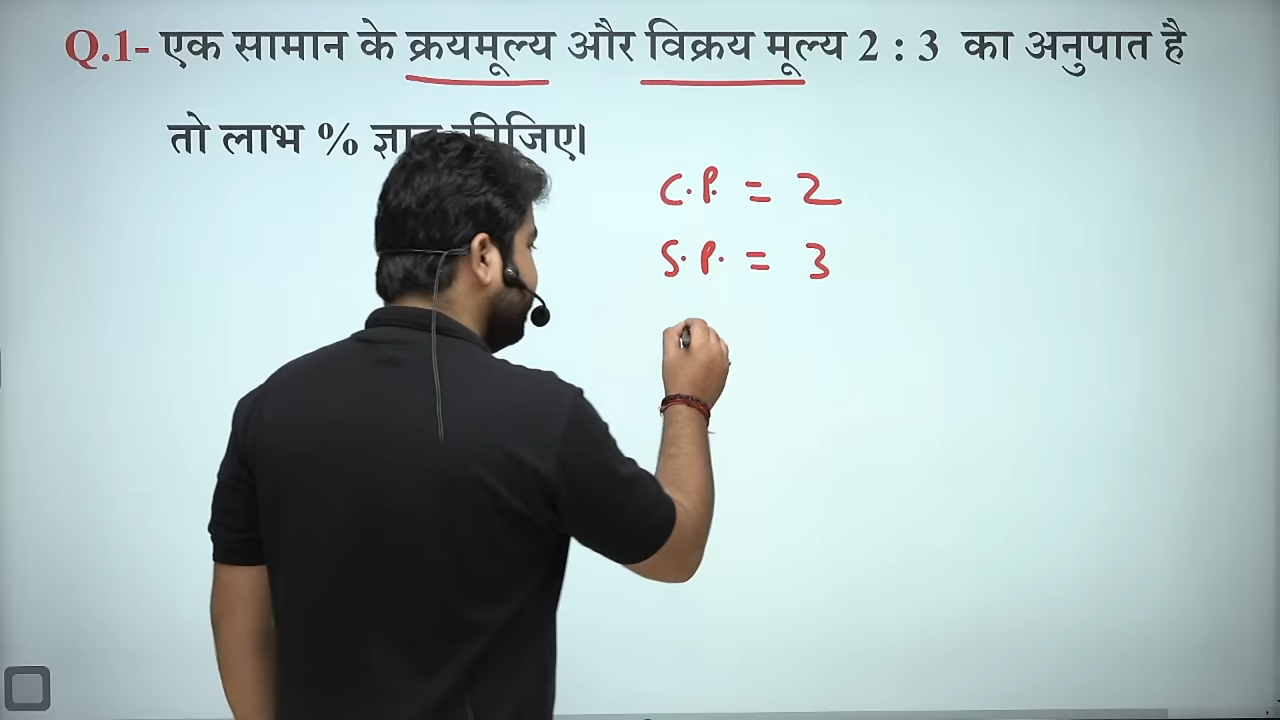 Q.1- एक सामान के क्रयमूल्य और विक्रय मूल्य 2 : 3 का अनुपात है
तो लाभ % ज्ञात कीजिए।
C.P. = 2
S.P. = 3